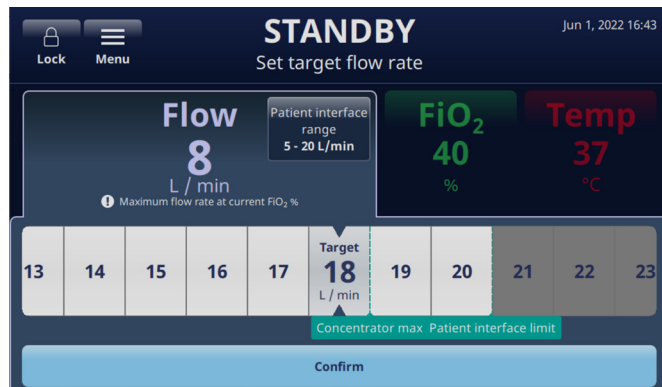 STANDBY
Jun 1, 2022 16:43
Lock
Menu
Set target flow rate
Flow
8
L / min
Maximum flow rate at current FiO₂ %
Patient interface
range
5 - 20 L/min
FiO₂
40
%
Temp
37
°C
13 14 15 16 17 Target 18 L / min 19 20 21 22 23
Concentrator max Patient interface limit
Confirm